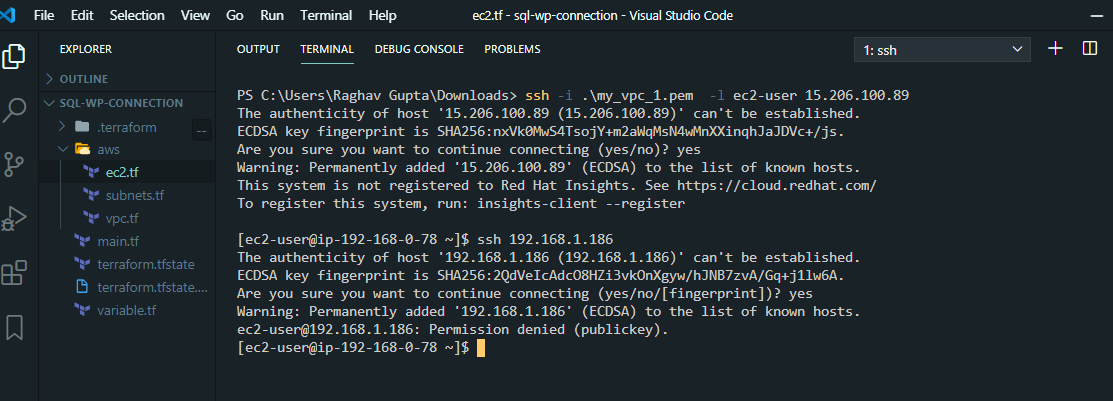 File Edit Selection View Go Run Terminal Help ec2.tf - sql-wp-connection - Visual Studio Code
EXPLORER
OUTLINE
SQL-WP-CONNECTION
.terraform
aws
ec2.tf
subnets.tf
vpc.tf
main.tf
terraform.tfstate
terraform.tfstate....
variable.tf
OUTPUT TERMINAL DEBUG CONSOLE PROBLEMS 1: ssh
PS C:\Users\Raghav Gupta\Downloads> ssh -i .\my_vpc_1.pem -l ec2-user 15.206.100.89
The authenticity of host '15.206.100.89 (15.206.100.89)' can't be established.
ECDSA key fingerprint is SHA256:nxVk0MwS4TsojY+m2aWqMsN4wMnXXinqhJaJDVc+/js.
Are you sure you want to continue connecting (yes/no)? yes
Warning: Permanently added '15.206.100.89' (ECDSA) to the list of known hosts.
This system is not registered to Red Hat Insights. See https://cloud.redhat.com/
To register this system, run: insights-client --register
[ec2-user@ip-192-168-0-78 ~]$ ssh 192.168.1.186
The authenticity of host '192.168.1.186 (192.168.1.186)' can't be established.
ECDSA key fingerprint is SHA256:2QdVeIcAdcO8HZi3vkOnXgyw/hJNB7zvA/Gq+j1lw6A.
Are you sure you want to continue connecting (yes/no/[fingerprint])? yes
Warning: Permanently added '192.168.1.186' (ECDSA) to the list of known hosts.
ec2-user@192.168.1.186: Permission denied (publickey).
[ec2-user@ip-192-168-0-78 ~]$